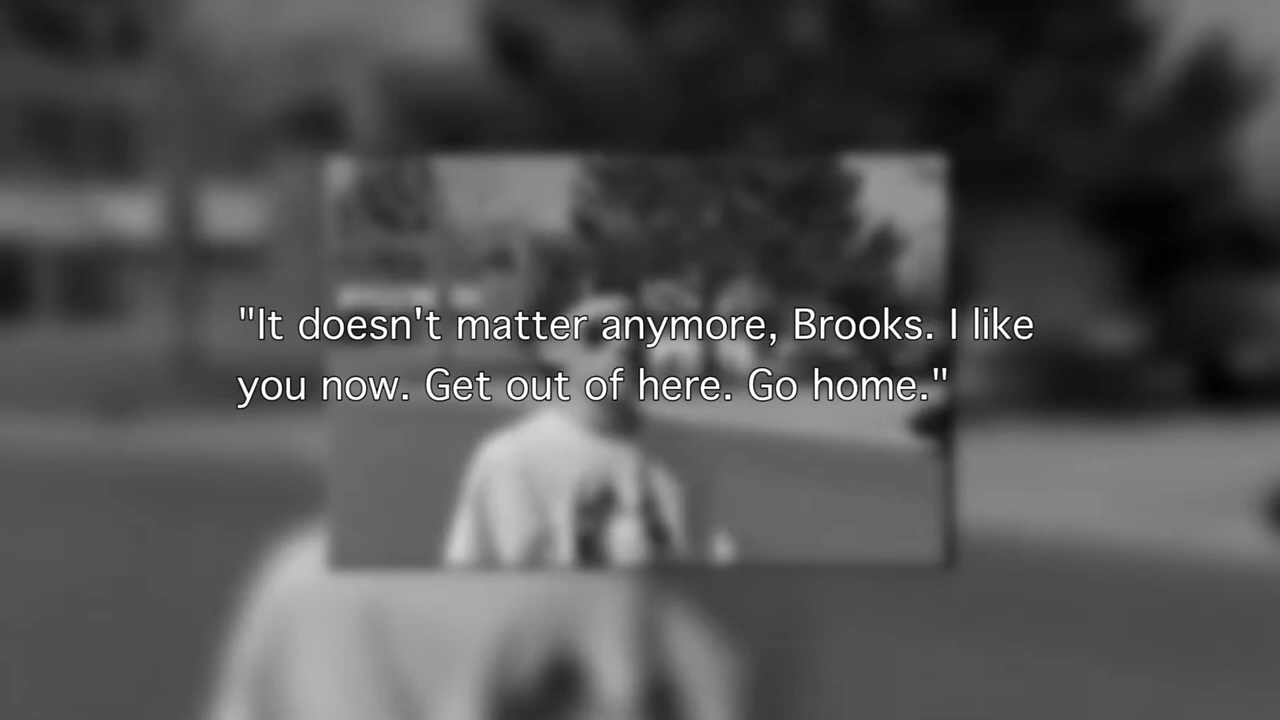 "It doesn't matter anymore, Brooks. I like
you now. Get out of here. Go home."